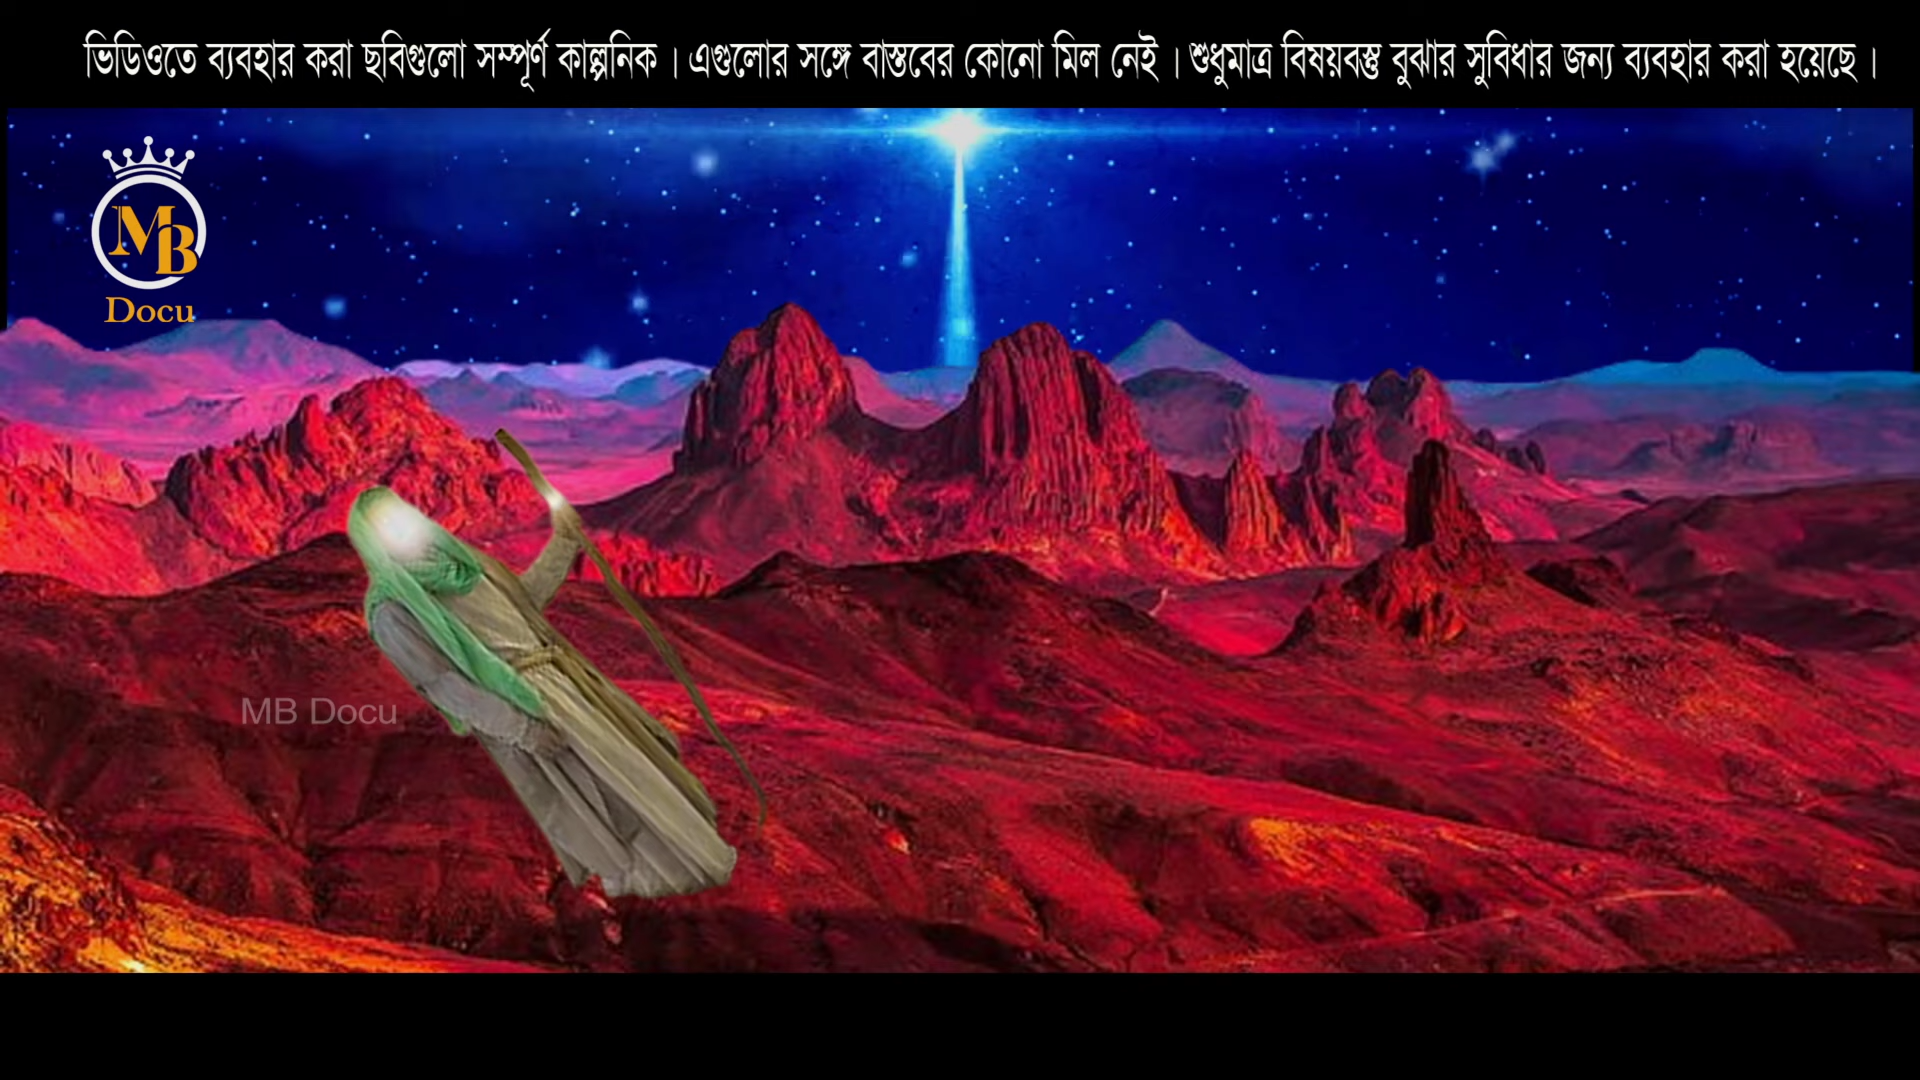 ভিডিওতে ব্যবহার করা ছবিগুলো সম্পূর্ণ কাল্পনিক। এগুলোর সঙ্গে বাস্তবের কোনো মিল নেই। শুধুমাত্র বিষয়বস্তু বুঝার সুবিধার জন্য ব্যবহার করা হয়েছে।
MB
Docu
MB Docu